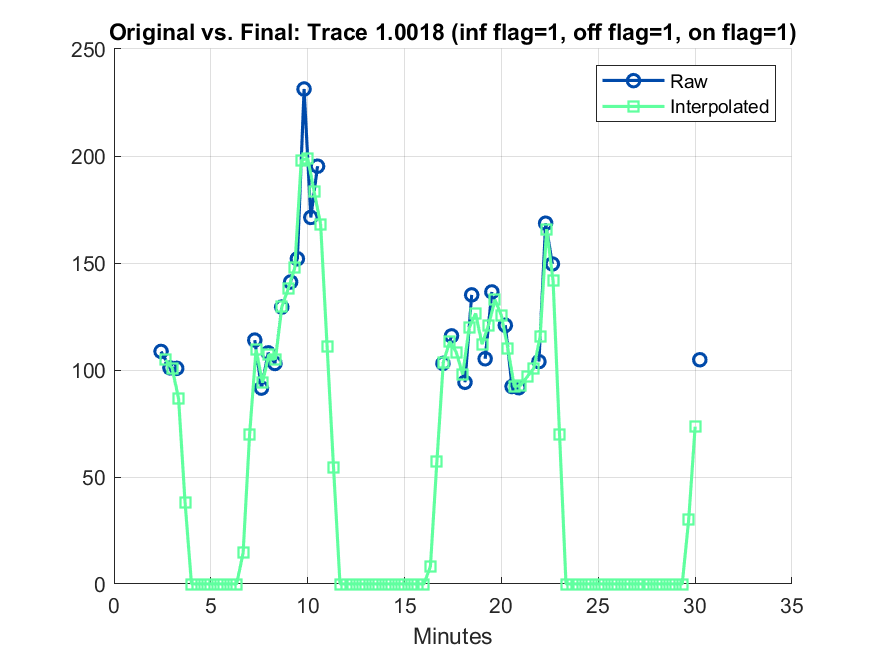 Original vs. Final: Trace 1.0018 (inf flag=1, off flag=1, on flag=1)
250
200
150
100
50
0
Raw
Interpolated
0 5 10 15 20 25 30 35
Minutes